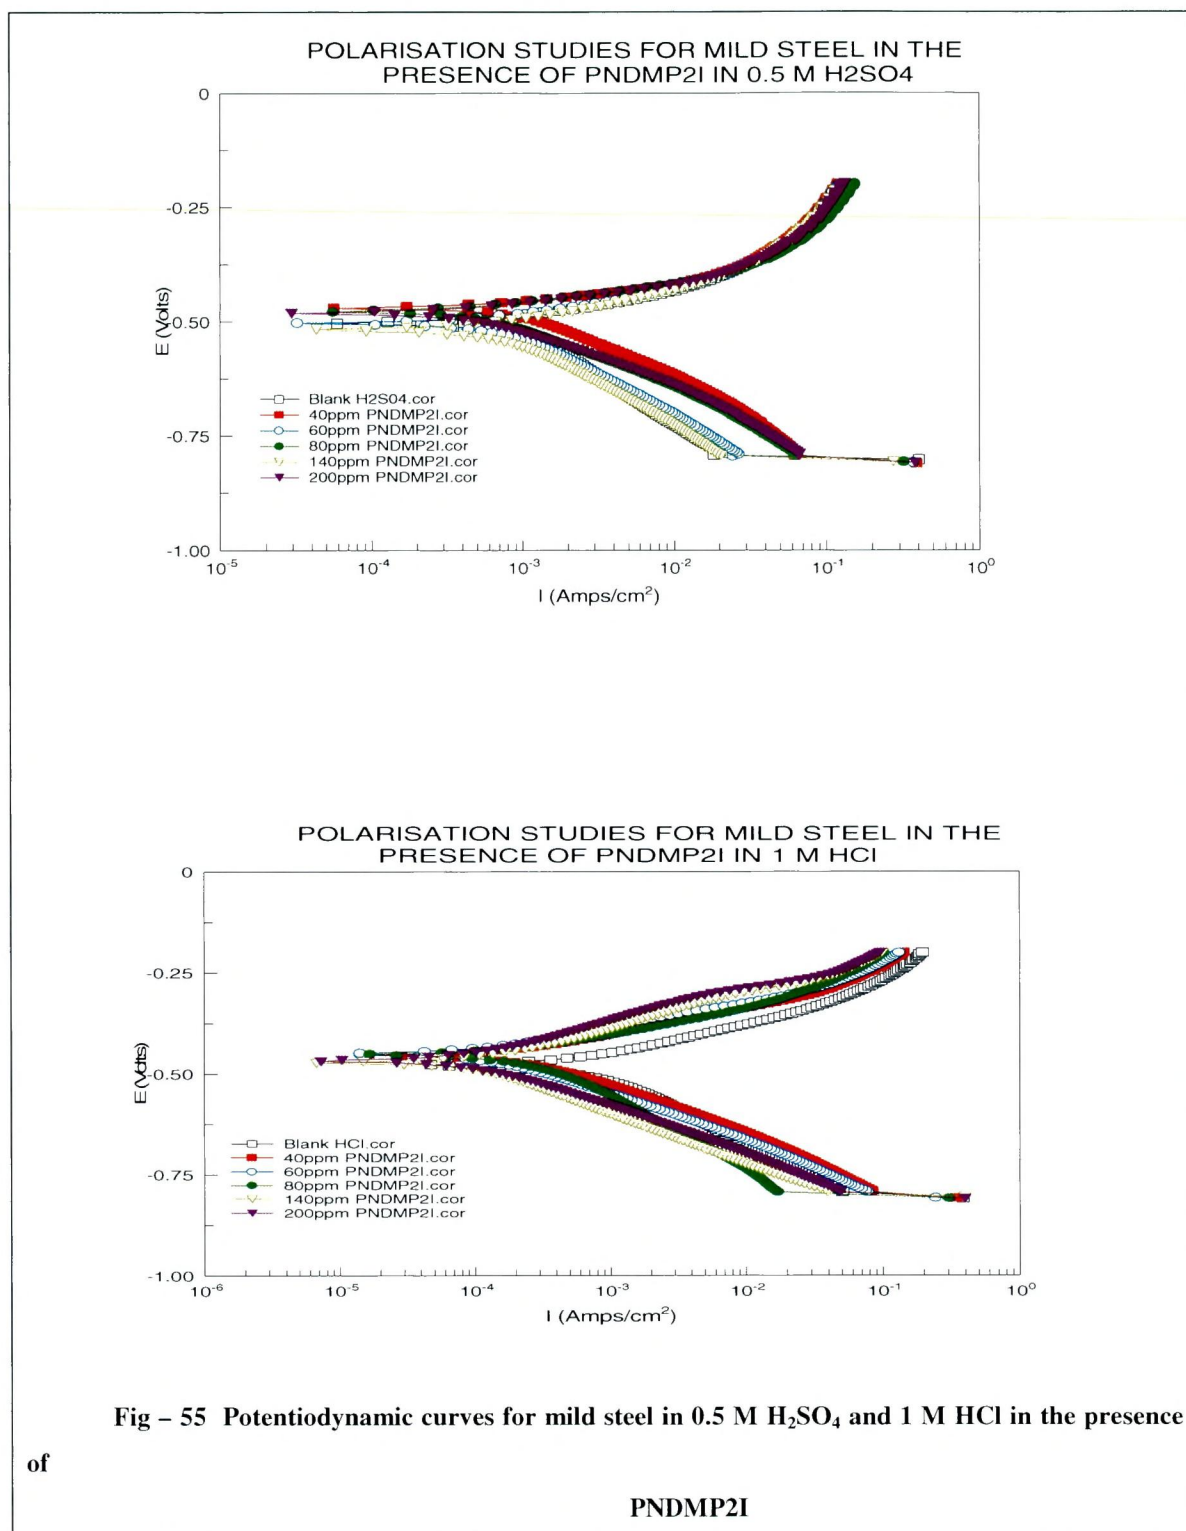 POLARISATION STUDIES FOR MILD STEEL IN THE
PRESENCE OF PNDMP2I IN 0.5 M H2SO4
0
-0.25
-0.50
-0.75
-1.00
E (Volts)
Blank H2S04.cor
40ppm PNDMP2I.cor
60ppm PNDMP2I.cor
80ppm PNDMP2I.cor
140ppm PNDMP2I.cor
200ppm PNDMP2I.cor
10⁻⁵ 10⁻⁴ 10⁻³ 10⁻² 10⁻¹ 10⁰
I (Amps/cm²)
POLARISATION STUDIES FOR MILD STEEL IN THE
PRESENCE OF PNDMP2I IN 1 M HCl
0
-0.25
-0.50
-0.75
-1.00
E (Volts)
Blank HCl.cor
40ppm PNDMP2I.cor
60ppm PNDMP2I.cor
80ppm PNDMP2I.cor
140ppm PNDMP2I.cor
200ppm PNDMP2I.cor
10⁻⁶ 10⁻⁵ 10⁻⁴ 10⁻³ 10⁻² 10⁻¹ 10⁰
I (Amps/cm²)
Fig – 55 Potentiodynamic curves for mild steel in 0.5 M H₂SO₄ and 1 M HCl in the presence
of
PNDMP2I